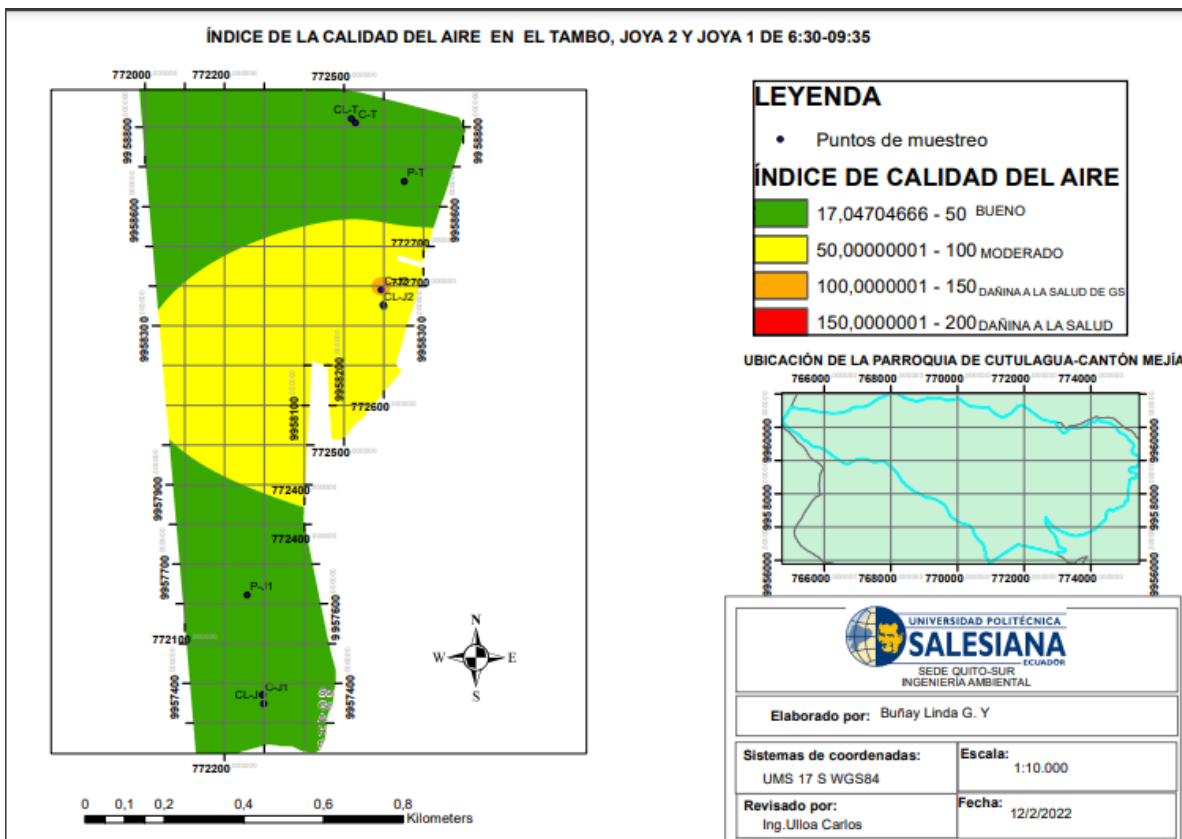 ÍNDICE DE LA CALIDAD DEL AIRE EN EL TAMBO, JOYA 2 Y JOYA 1 DE 6:30-09:35
772000 772200 772500
CL-T C-T
9958800 9958800
P-T
9958600 9958600
772700
772700
CL-J2
9958300 9958300
9958200
772600
9958100
772500
9957900
772400
772400
9957700
P-J1
9957600
772100
CL-J C-J1
9957400 9957400
772200
N
W E
S
0 0,1 0,2 0,4 0,6 0,8
Kilometers
LEYENDA
Puntos de muestreo
ÍNDICE DE CALIDAD DEL AIRE
17,04704666 - 50 BUENO
50,00000001 - 100 MODERADO
100,0000001 - 150 DAÑINA A LA SALUD DE GS
150,0000001 - 200 DAÑINA A LA SALUD
UBICACIÓN DE LA PARROQUIA DE CUTULAGUA-CANTÓN MEJÍA
766000 768000 770000 772000 774000
9960000 9960000
9958000 9958000
9956000 9956000
766000 768000 770000 772000 774000
UNIVERSIDAD POLITÉCNICA
SALESIANA
ECUADOR
SEDE QUITO-SUR
INGENIERÍA AMBIENTAL
Elaborado por: Buñay Linda G. Y
Sistemas de coordenadas:
UMS 17 S WGS84
Escala:
1:10.000
Revisado por:
Ing.Ulloa Carlos
Fecha:
12/2/2022